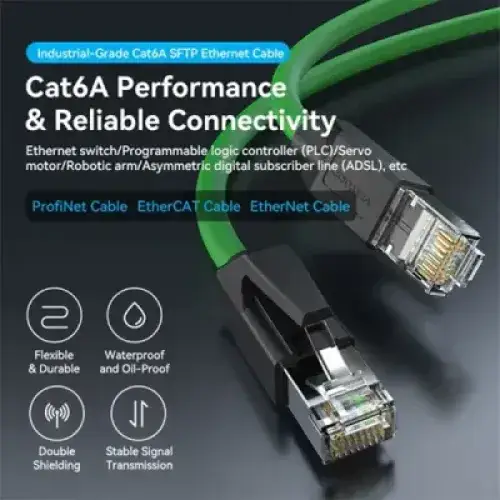 Industrial-Grade Cat6A SFTP Ethernet Cable
Cat6A Performance
& Reliable Connectivity
Ethernet switch/Programmable logic controller (PLC)/Servo
motor/Robotic arm/Asymmetric digital subscriber line (ADSL), etc
ProfiNet Cable EtherCAT Cable EtherNet Cable
Flexible
& Durable
Waterproof
and Oil-Proof
Double
Shielding
Stable Signal
Transmission